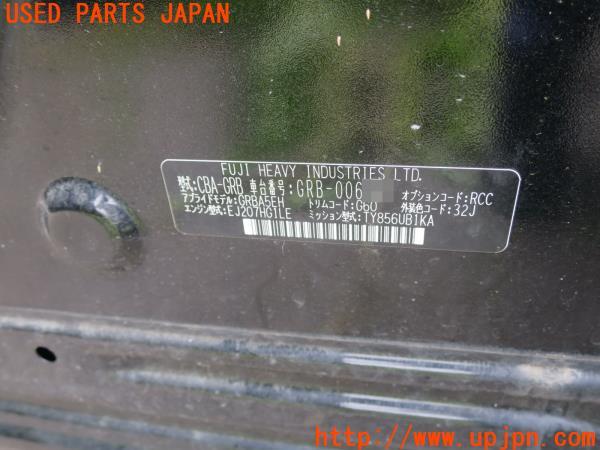 USED PARTS JAPAN
FUJI HEAVY INDUSTRIES LTD.
型式: CBA-GRB 車台番号: GRB-006
アプライドモデル: GRBA5EH トリムコード: G60 オプションコード: RCC
エンジン型式: EJ207HG1LE ミッション型式: TY856UB1KA 外装色コード: 32J
http://www.upjpn.com